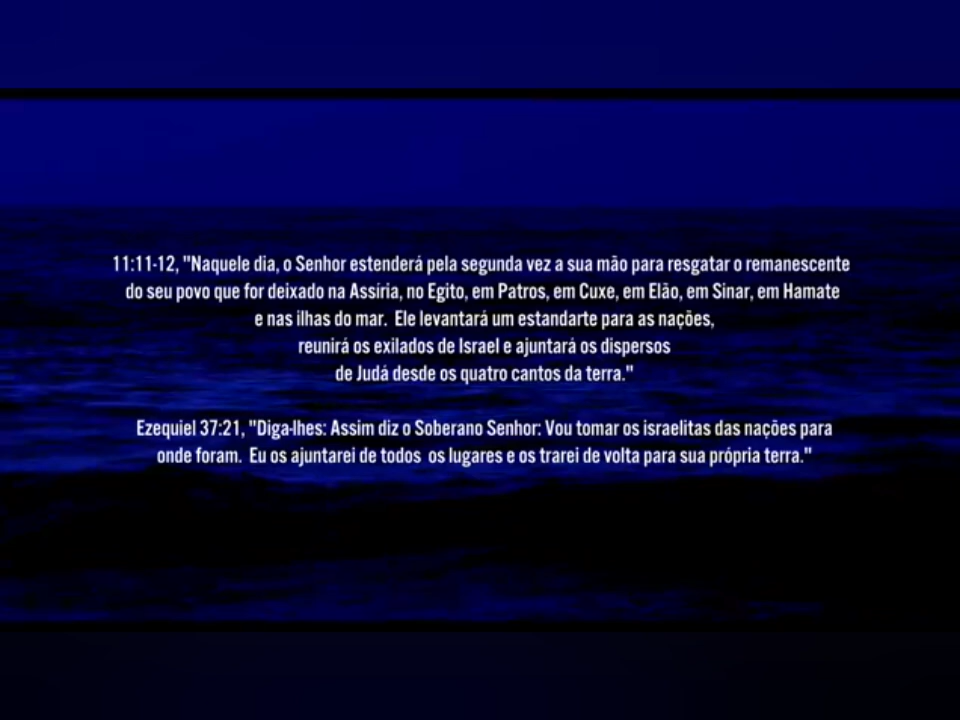 11:11-12, "Naquele dia, o Senhor estenderá pela segunda vez a sua mão para resgatar o remanescente
do seu povo que for deixado na Assíria, no Egito, em Patros, em Cuxe, em Elão, em Sinar, em Hamate
e nas ilhas do mar. Ele levantará um estandarte para as nações,
reunirá os exilados de Israel e ajuntará os dispersos
de Judá desde os quatro cantos da terra."
Ezequiel 37:21, "Diga-lhes: Assim diz o Soberano Senhor: Vou tomar os israelitas das nações para
onde foram. Eu os ajuntarei de todos os lugares e os trarei de volta para sua própria terra."